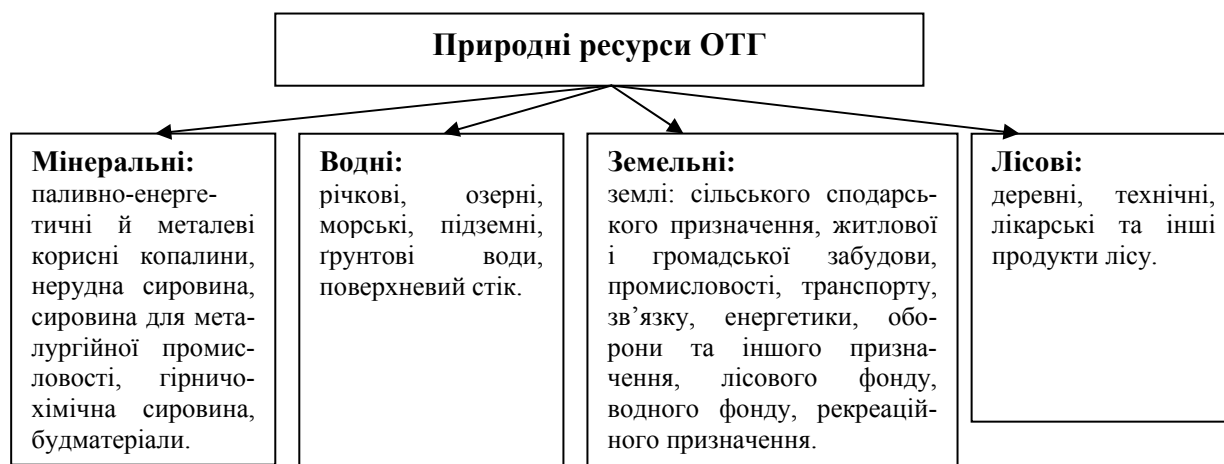 Природні ресурси ОТГ
Мінеральні:
паливно-енерге-
тичні й металеві
корисні копалини,
нерудна сировина,
сировина для мета-
лургійної промис-
ловості, гірничо-
хімічна сировина,
будматеріали.
Водні:
річкові, озерні,
морські, підземні,
ґрунтові води,
поверхневий стік.
Земельні:
землі: сільського сподарсь-
кого призначення, житлової
і громадської забудови,
промисловості, транспорту,
зв’язку, енергетики, обо-
рони та іншого призна-
чення, лісового фонду,
водного фонду, рекреацій-
ного призначення.
Лісові:
деревні, технічні,
лікарські та інші
продукти лісу.